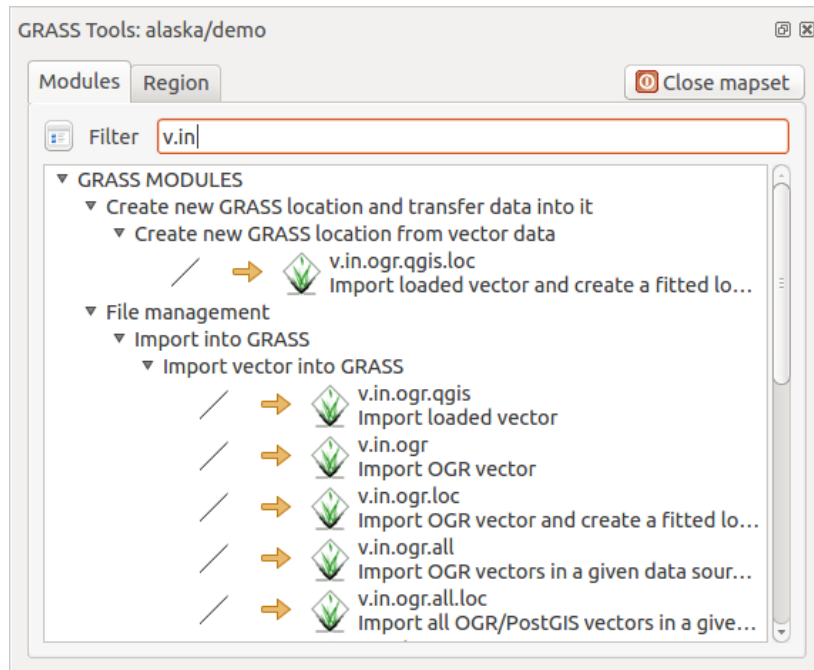 GRASS Tools: alaska/demo
Modules
Region
Close mapset
Filter
v.in
GRASS MODULES
Create new GRASS location and transfer data into it
Create new GRASS location from vector data
v.in.ogr.qgis.loc
Import loaded vector and create a fitted lo...
File management
Import into GRASS
Import vector into GRASS
v.in.ogr.qgis
Import loaded vector
v.in.ogr
Import OGR vector
v.in.ogr.loc
Import OGR vector and create a fitted lo...
v.in.ogr.all
Import OGR vectors in a given data sour...
v.in.ogr.all.loc
Import all OGR/PostGIS vectors in a give...